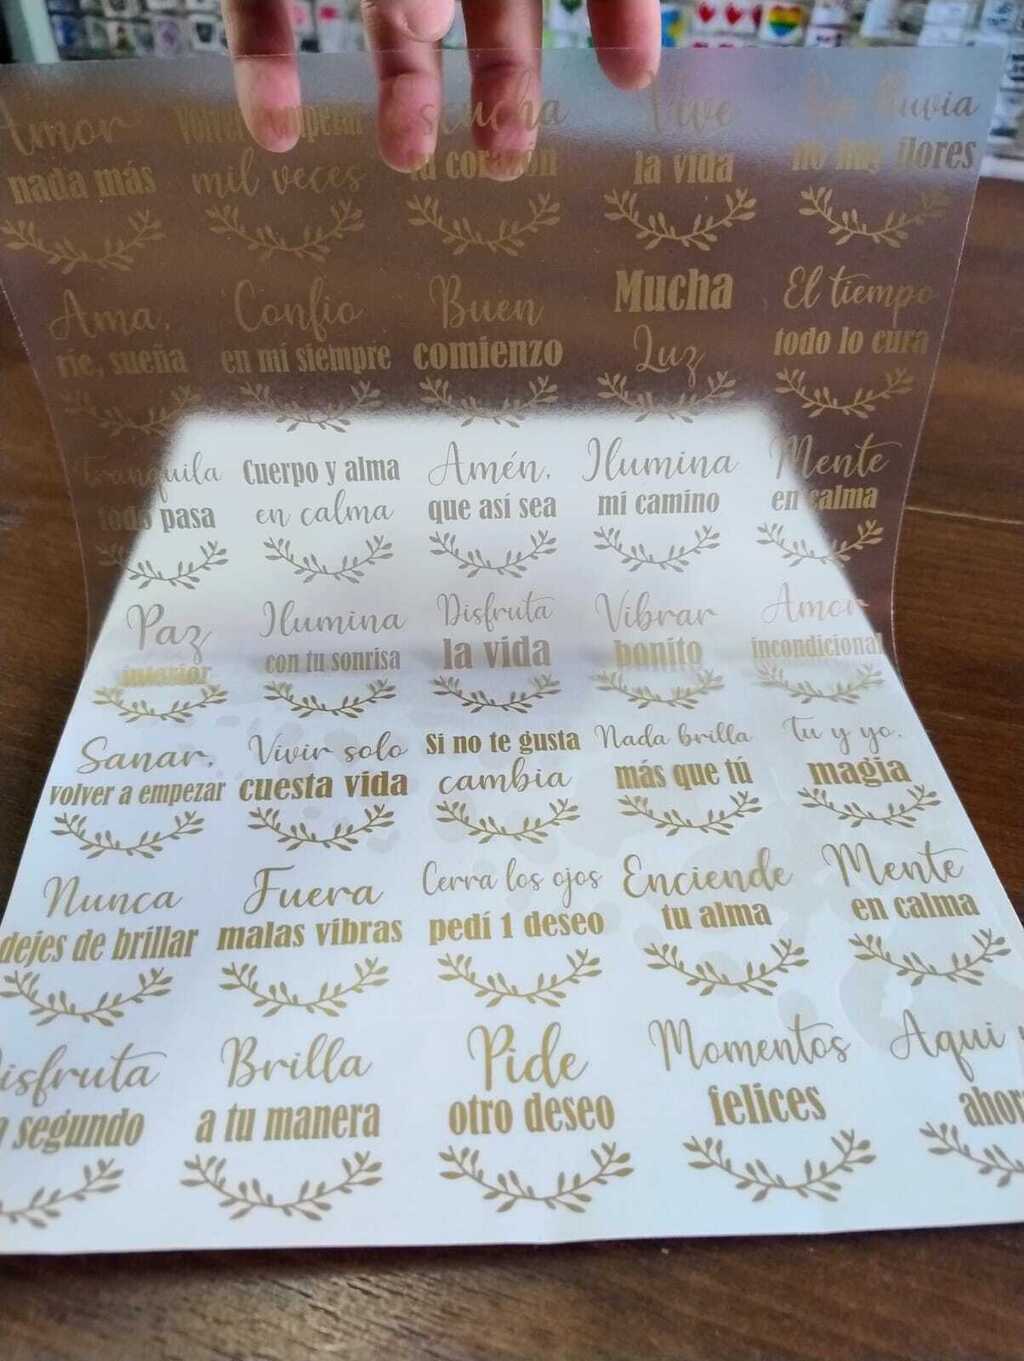 Amor
nada más
Volver a empezar
mil veces
Escucha
tu corazón
Vive
la vida
Sin lluvia
no hay flores
Ama,
ríe, sueña
Confío
en mí siempre
Buen
comienzo
Mucha
Luz
El tiempo
todo lo cura
Tranquila
todo pasa
Cuerpo y alma
en calma
Amén,
que así sea
Ilumina
mi camino
Mente
en calma
Paz
interior
Ilumina
con tu sonrisa
Disfruta
la vida
Vibrar
bonito
Amor
incondicional
Sanar,
volver a empezar
Vivir solo
cuesta vida
Si no te gusta
cambia
Nada brilla
más que tú
Tu y yo,
magia
Nunca
dejes de brillar
Fuera
malas vibras
Cerra los ojos
pedí 1 deseo
Enciende
tu alma
Mente
en calma
isfruta
segundo
Brilla
a tu manera
Pide
otro deseo
Momentos
felices
Aqui
ahor